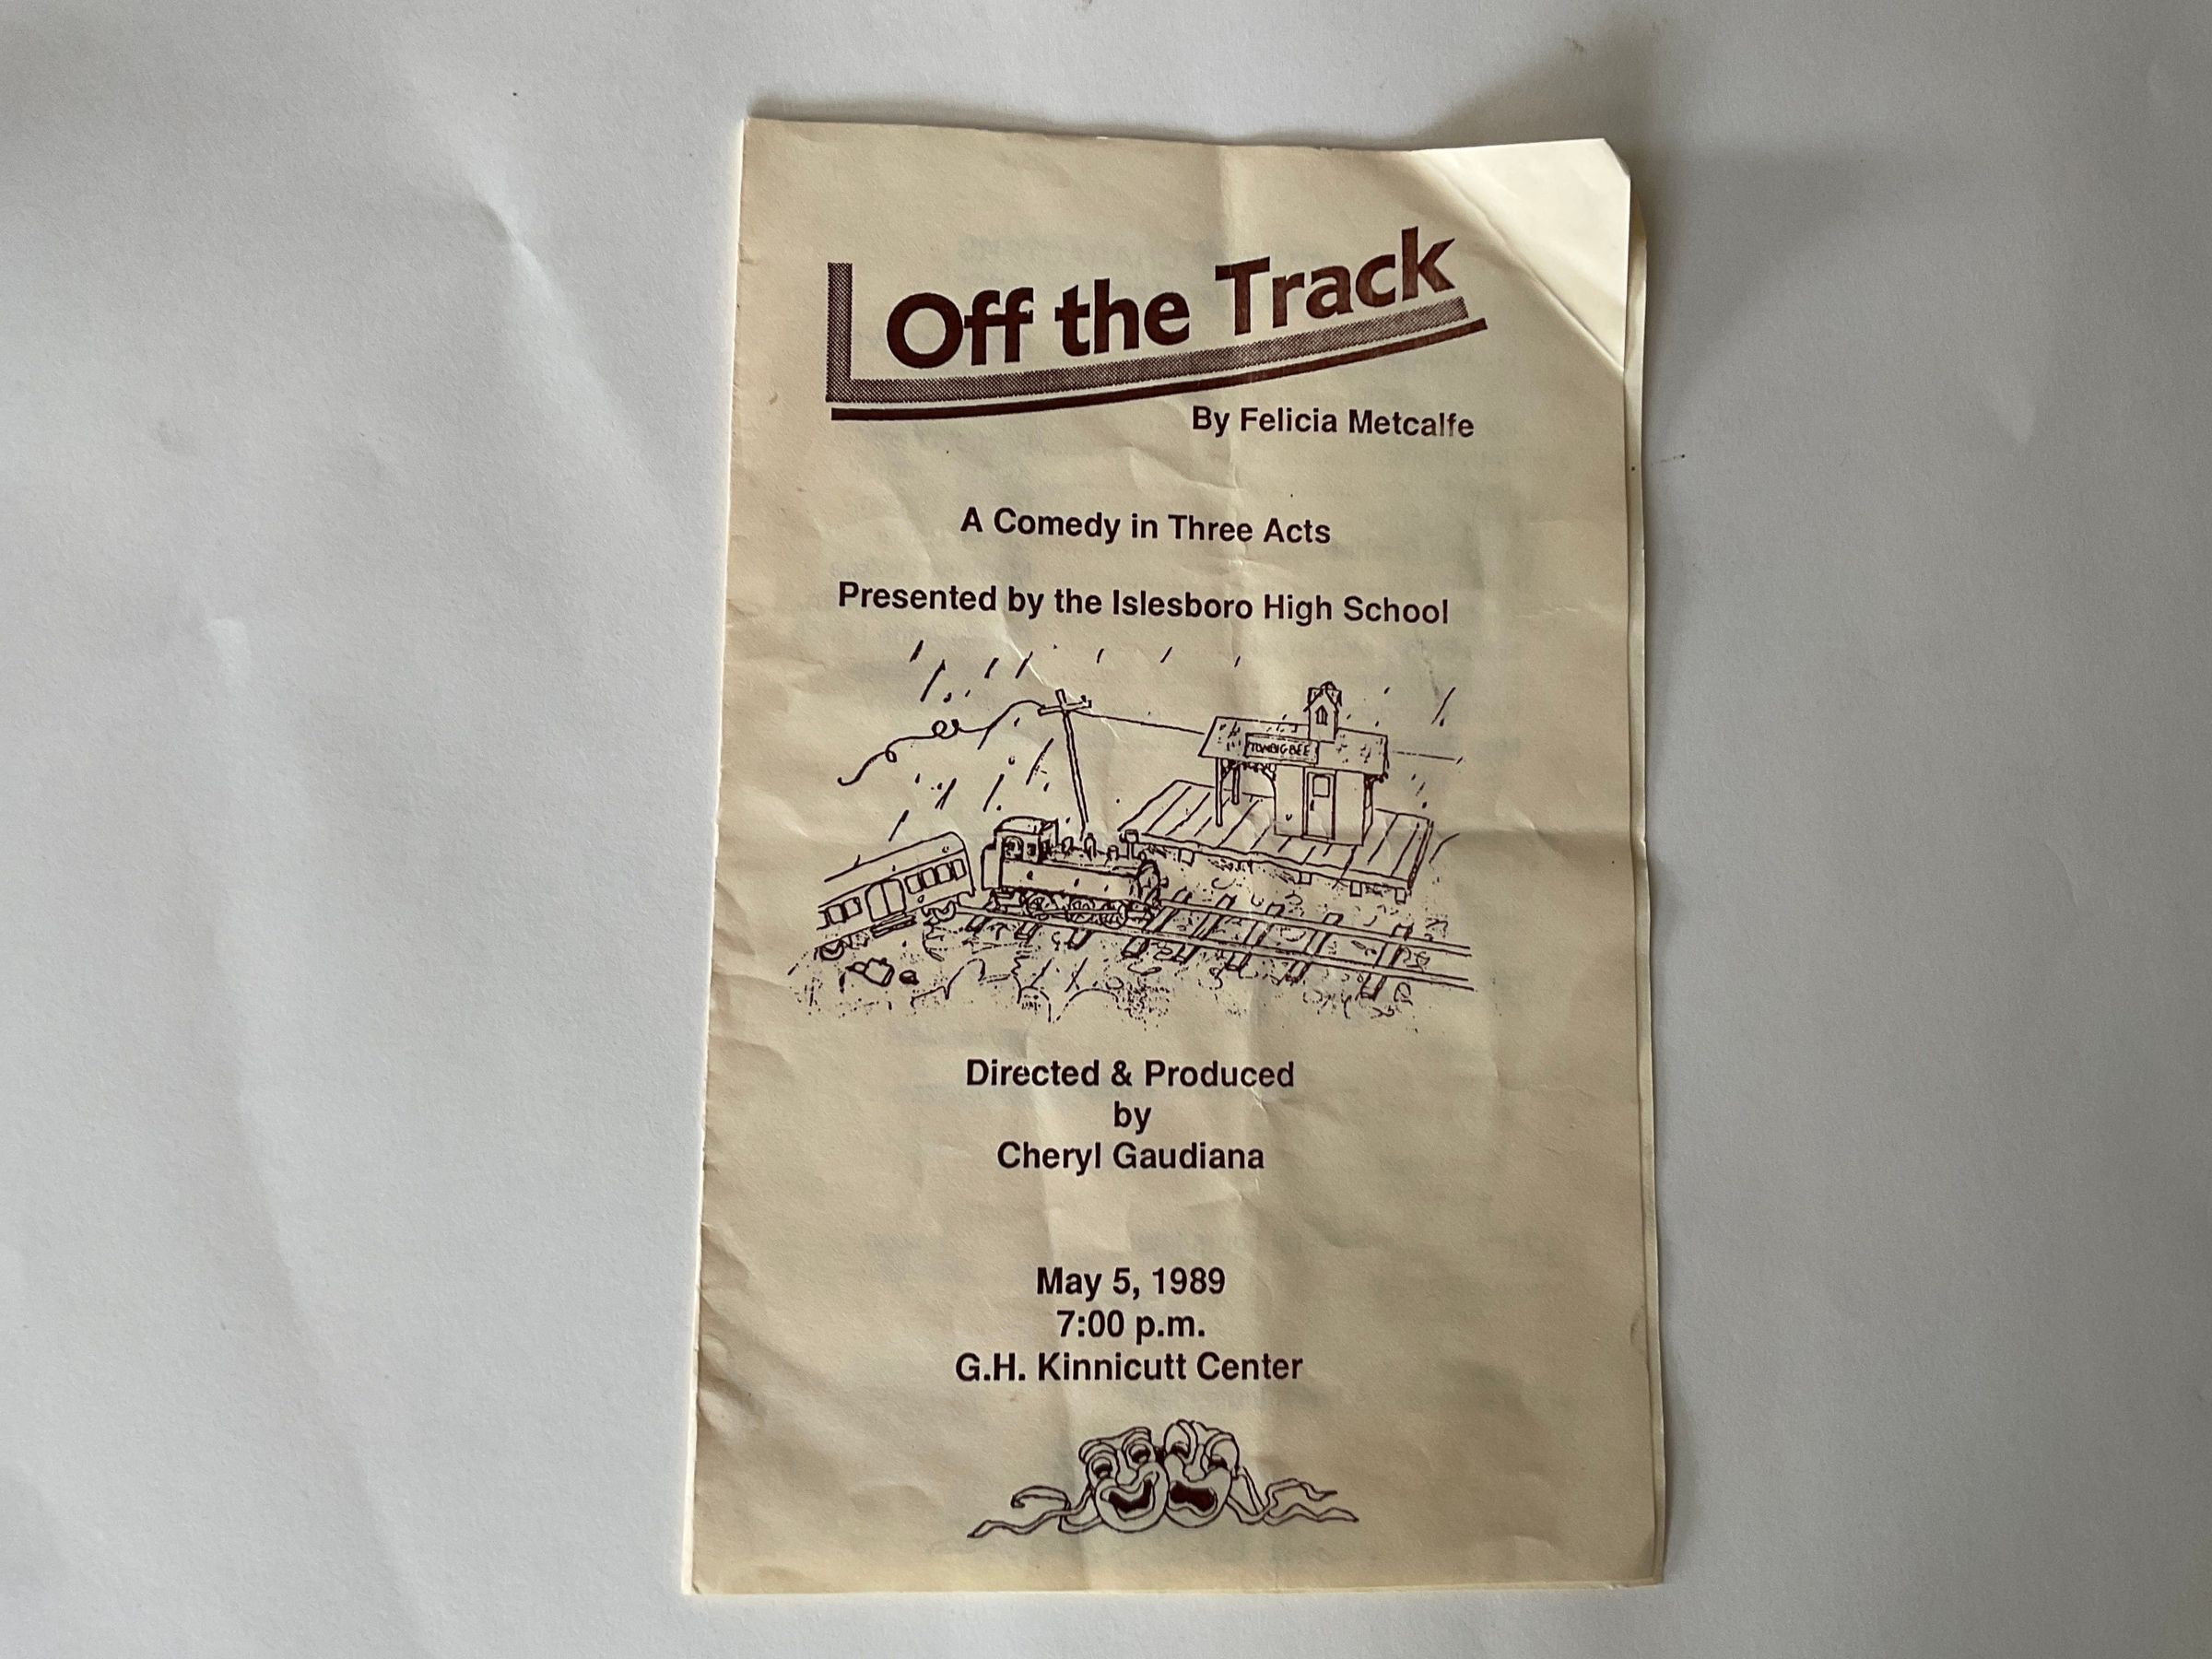 Off the Track
By Felicia Metcalfe
A Comedy in Three Acts
Presented by the Islesboro High School
TOMBIGBEE
Directed & Produced
by
Cheryl Gaudiana
May 5, 1989
7:00 p.m.
G.H. Kinnicutt Center